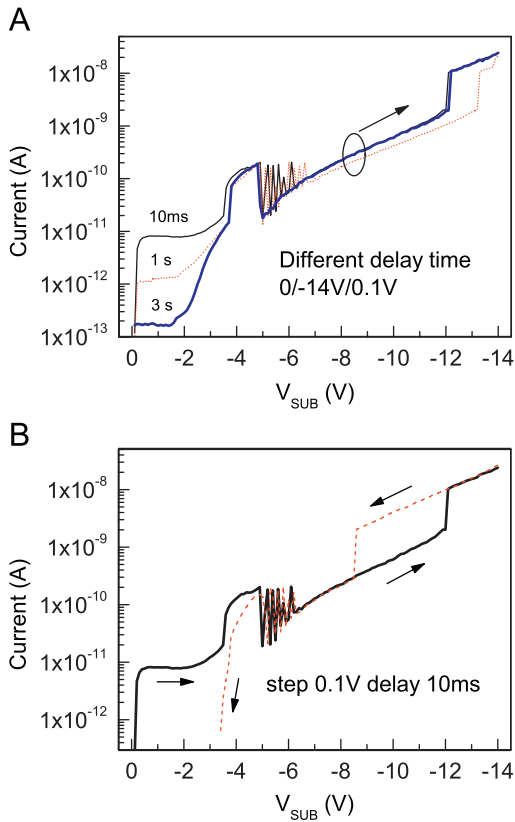 A
Current (A)
1x10⁻⁸
1x10⁻⁹
1x10⁻¹⁰
1x10⁻¹¹
1x10⁻¹²
1x10⁻¹³
10ms
1 s
3 s
Different delay time
0/-14V/0.1V
0 -2 -4 -6 -8 -10 -12 -14
V_SUB (V)
B
Current (A)
1x10⁻⁸
1x10⁻⁹
1x10⁻¹⁰
1x10⁻¹¹
1x10⁻¹²
step 0.1V delay 10ms
0 -2 -4 -6 -8 -10 -12 -14
V_SUB (V)